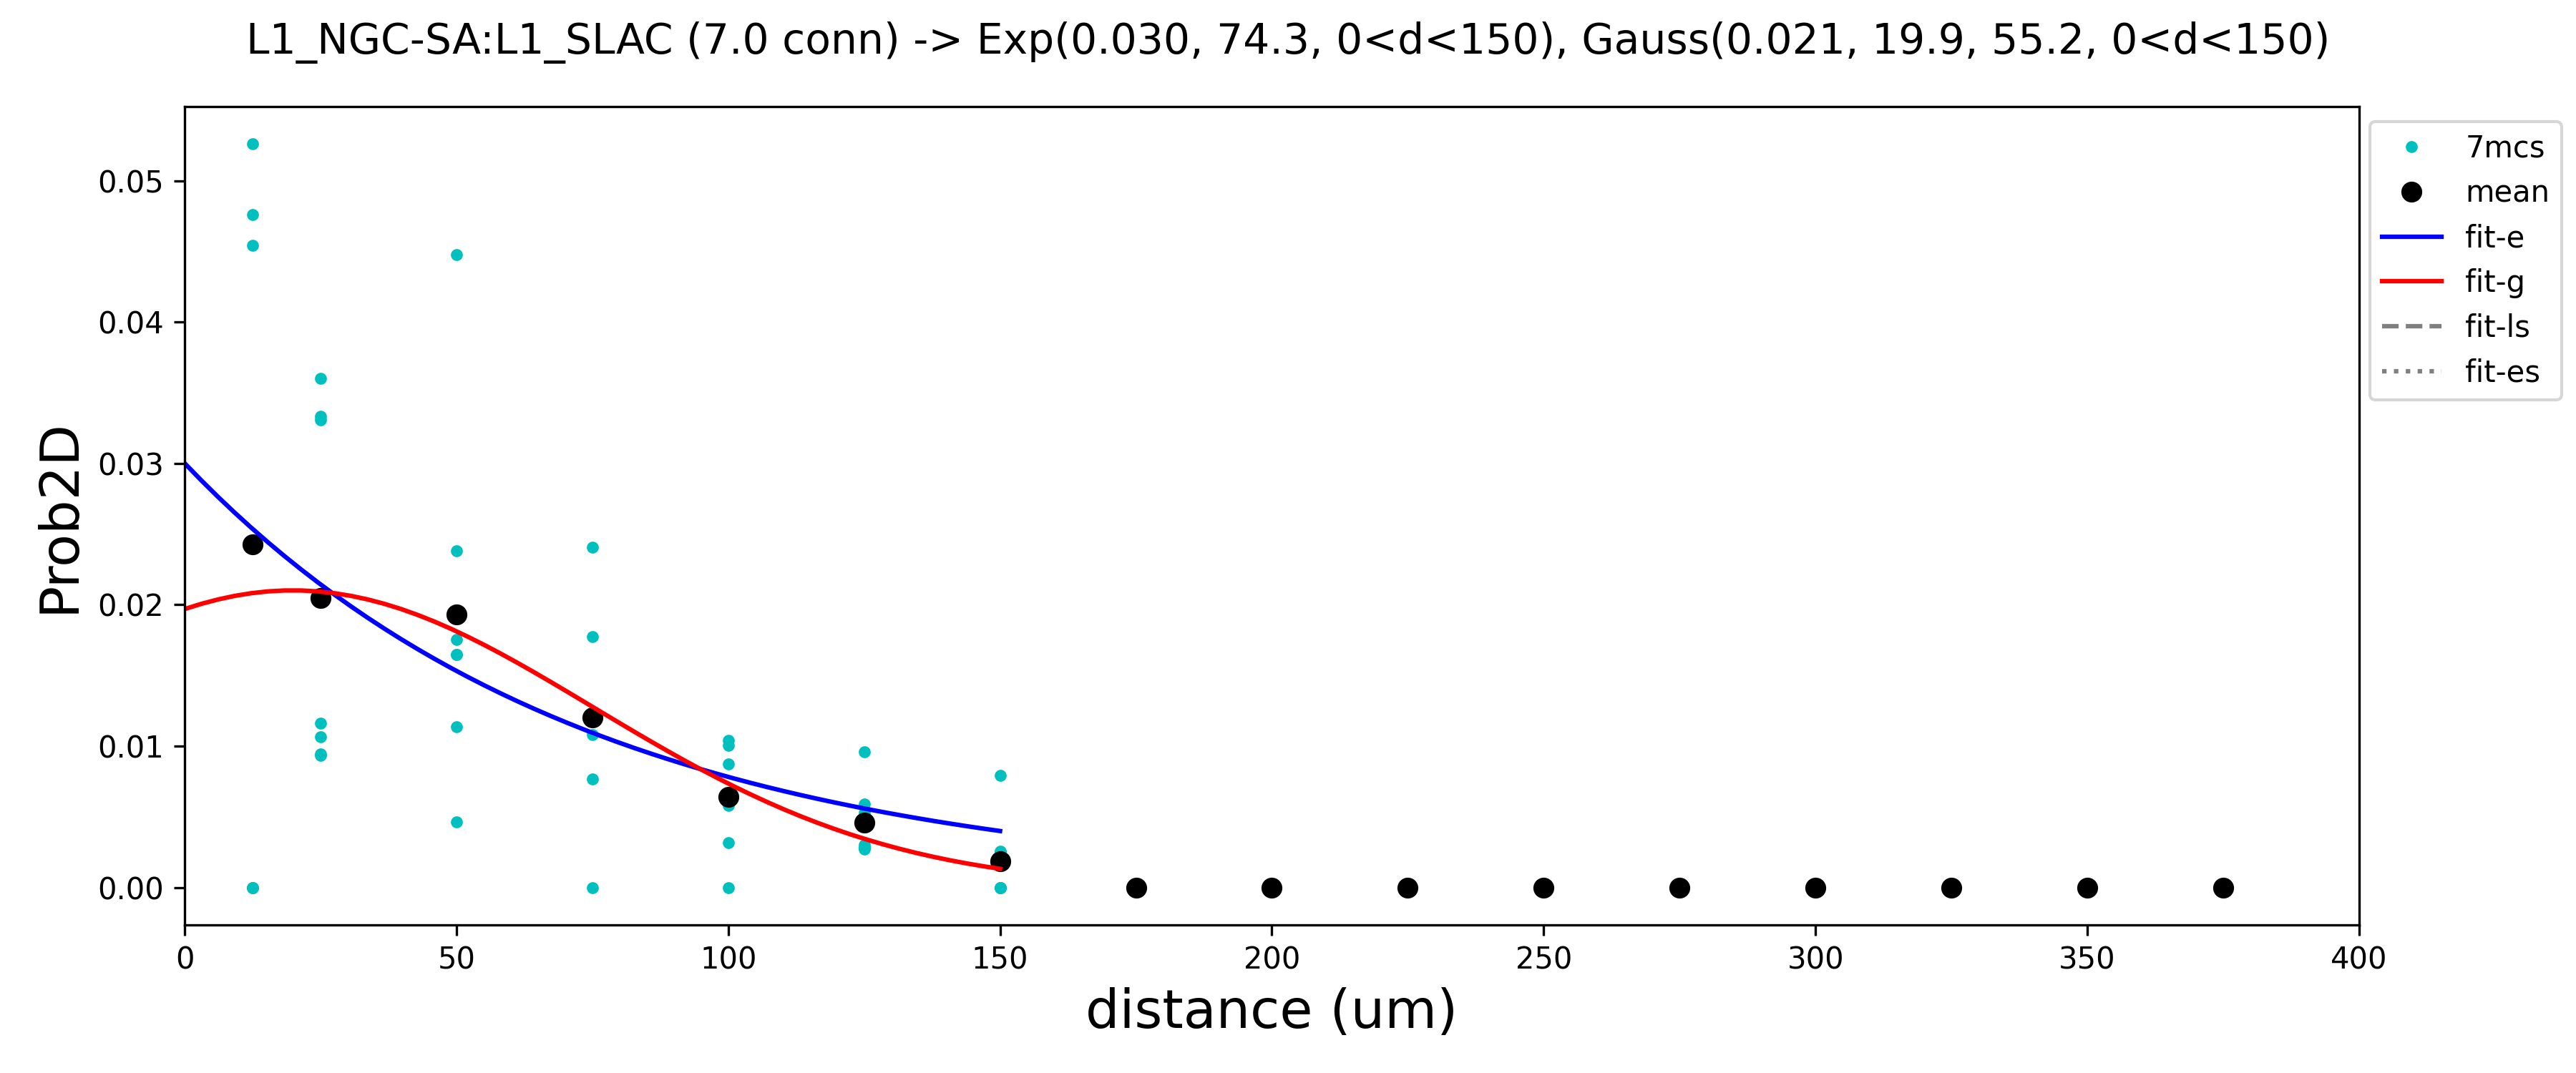 L1_NGC-SA:L1_SLAC (7.0 conn) -> Exp(0.030, 74.3, 0<d<150), Gauss(0.021, 19.9, 55.2, 0<d<150)
7mcs
mean
fit-e
fit-g
fit-ls
fit-es
Prob2D
0.05
0.04
0.03
0.02
0.01
0.00
0 50 100 150 200 250 300 350 400
distance (um)